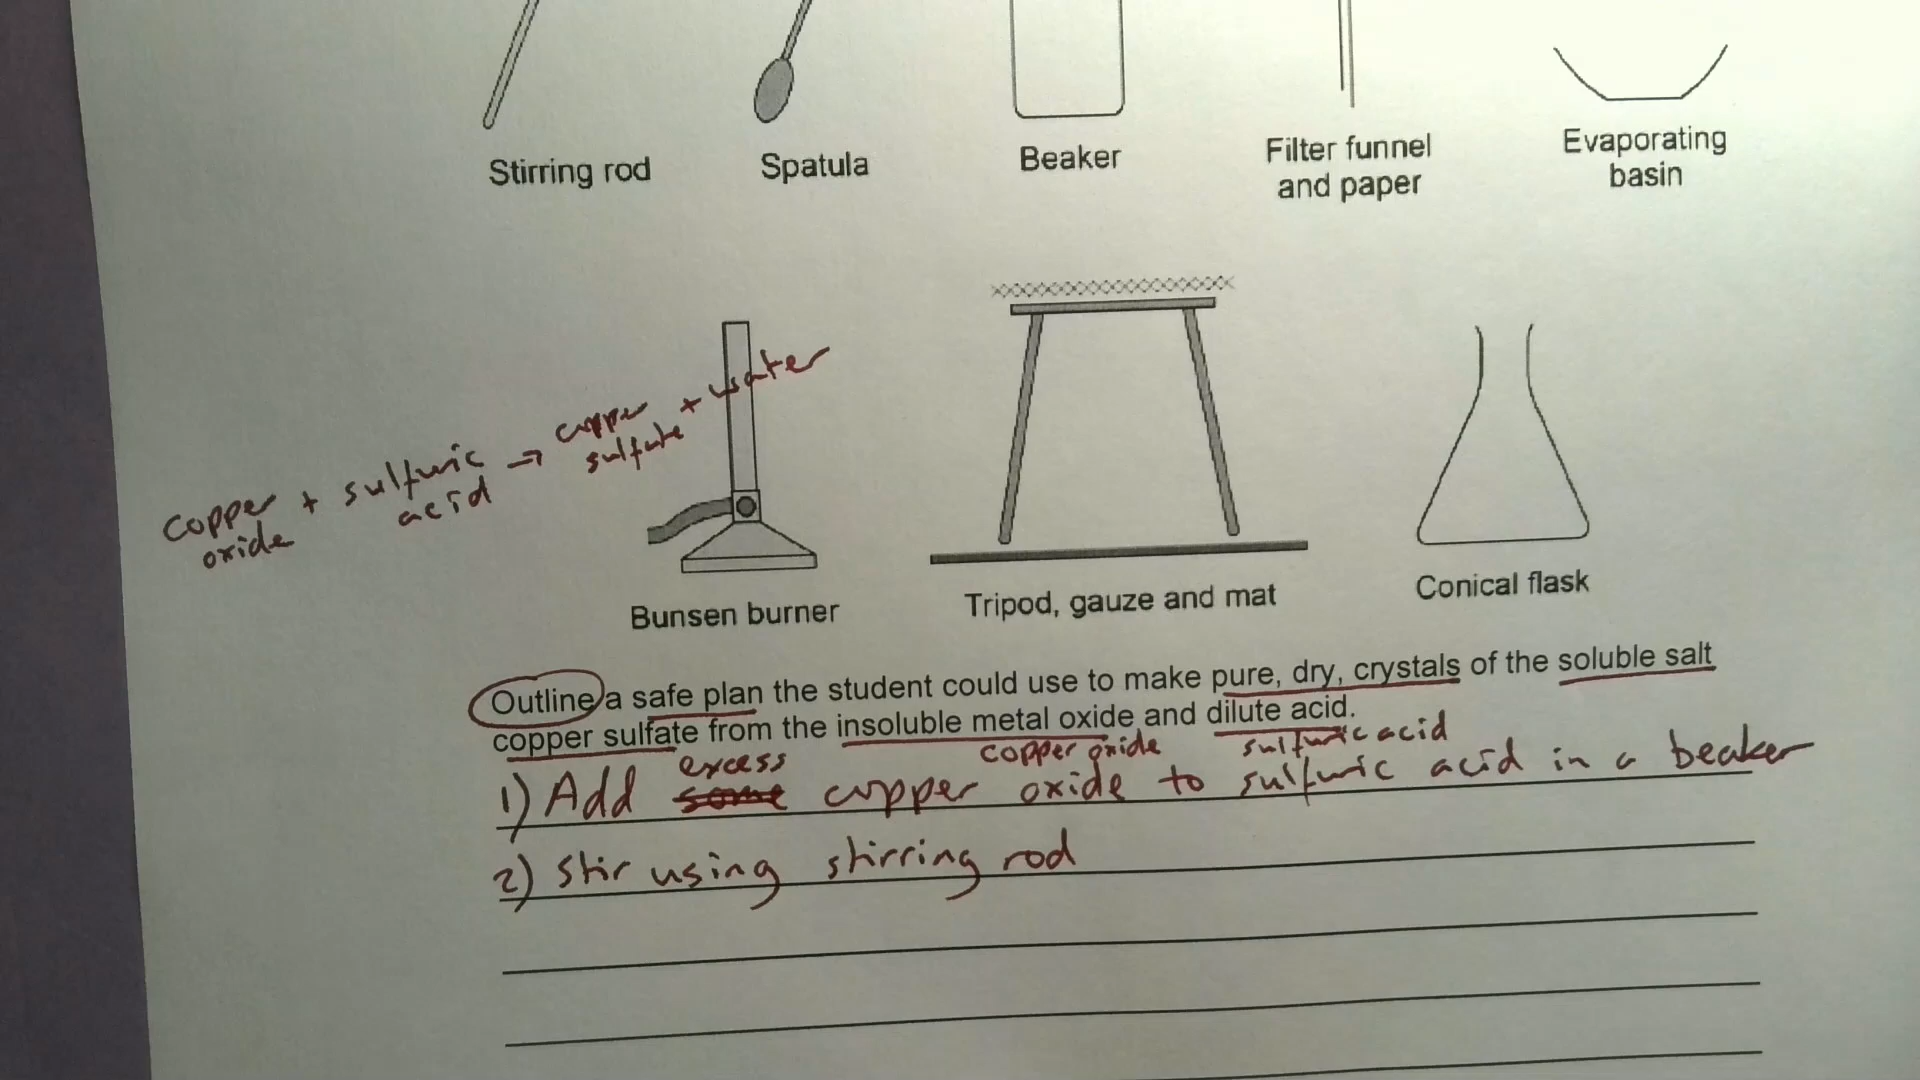 Stirring rod
Spatula
Beaker
Filter funnel
and paper
Evaporating
basin
copper + sulfuric → copper + water
oxide acid sulfate
Bunsen burner
Tripod, gauze and mat
Conical flask
Outline a safe plan the student could use to make pure, dry, crystals of the soluble salt
copper sulfate from the insoluble metal oxide and dilute acid.
copper oxide sulfuric acid
excess
1) Add some copper oxide to sulfuric acid in a beaker
2) Stir using stirring rod